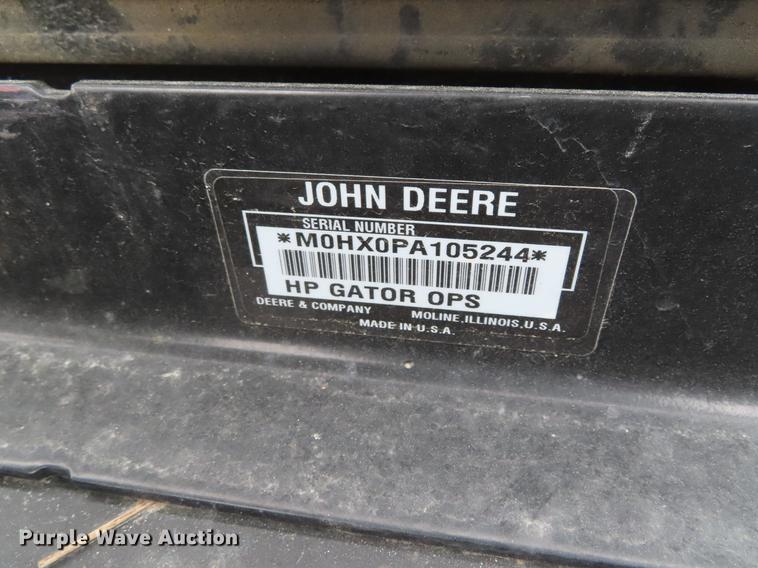 JOHN DEERE
SERIAL NUMBER
*M0HX0PA105244*
HP GATOR OPS
DEERE & COMPANY MOLINE, ILLINOIS, U.S.A.
MADE IN U.S.A.
Purple Wave Auction